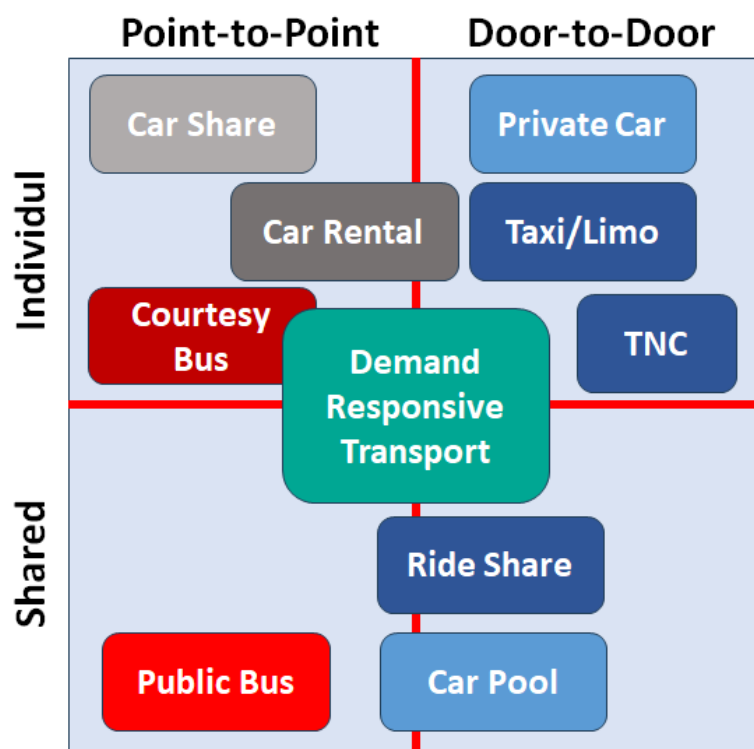 Point-to-Point
Door-to-Door
Individul
Car Share
Private Car
Car Rental
Taxi/Limo
Courtesy
Bus
TNC
Demand
Responsive
Transport
Shared
Ride Share
Public Bus
Car Pool